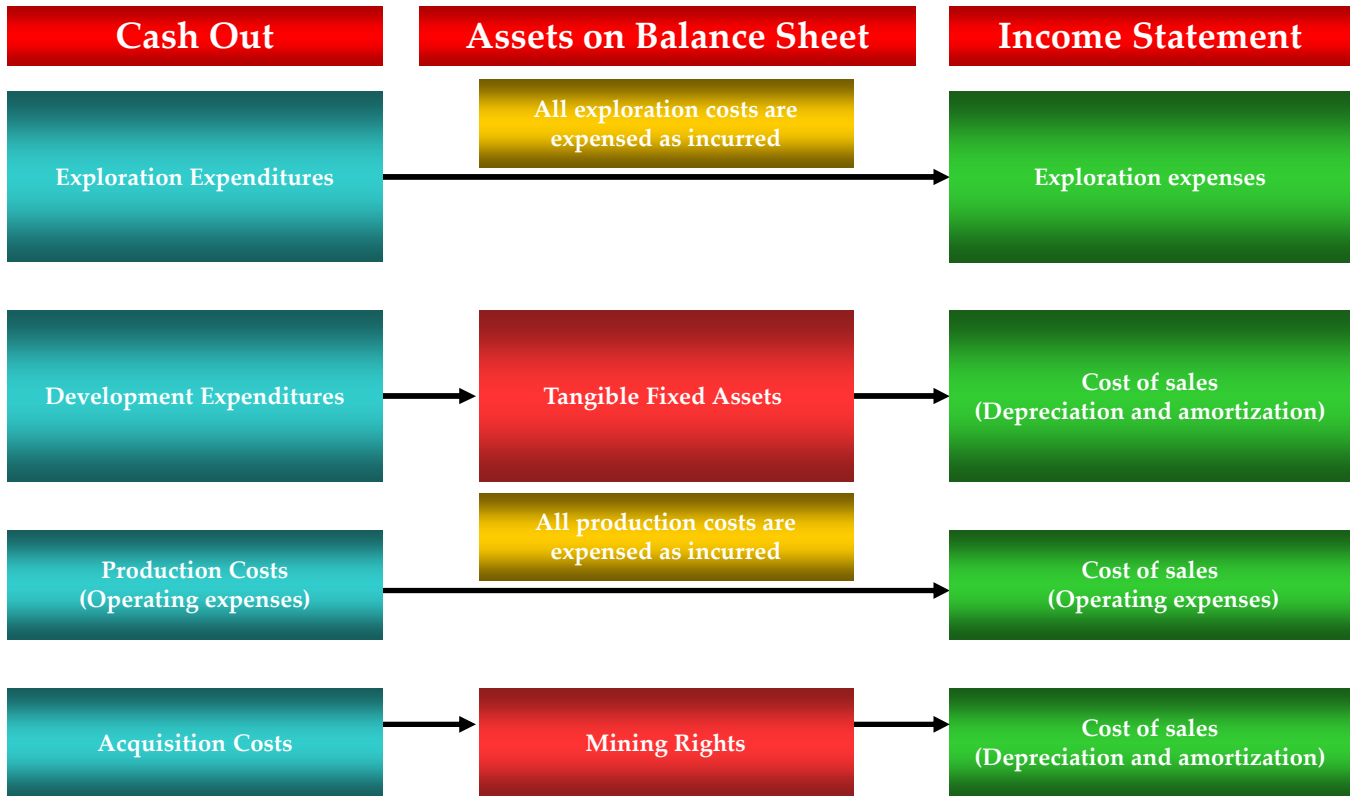 Cash Out
Assets on Balance Sheet
Income Statement
All exploration costs are
expensed as incurred
Exploration Expenditures
Exploration expenses
Development Expenditures
Tangible Fixed Assets
Cost of sales
(Depreciation and amortization)
All production costs are
expensed as incurred
Production Costs
(Operating expenses)
Cost of sales
(Operating expenses)
Acquisition Costs
Mining Rights
Cost of sales
(Depreciation and amortization)